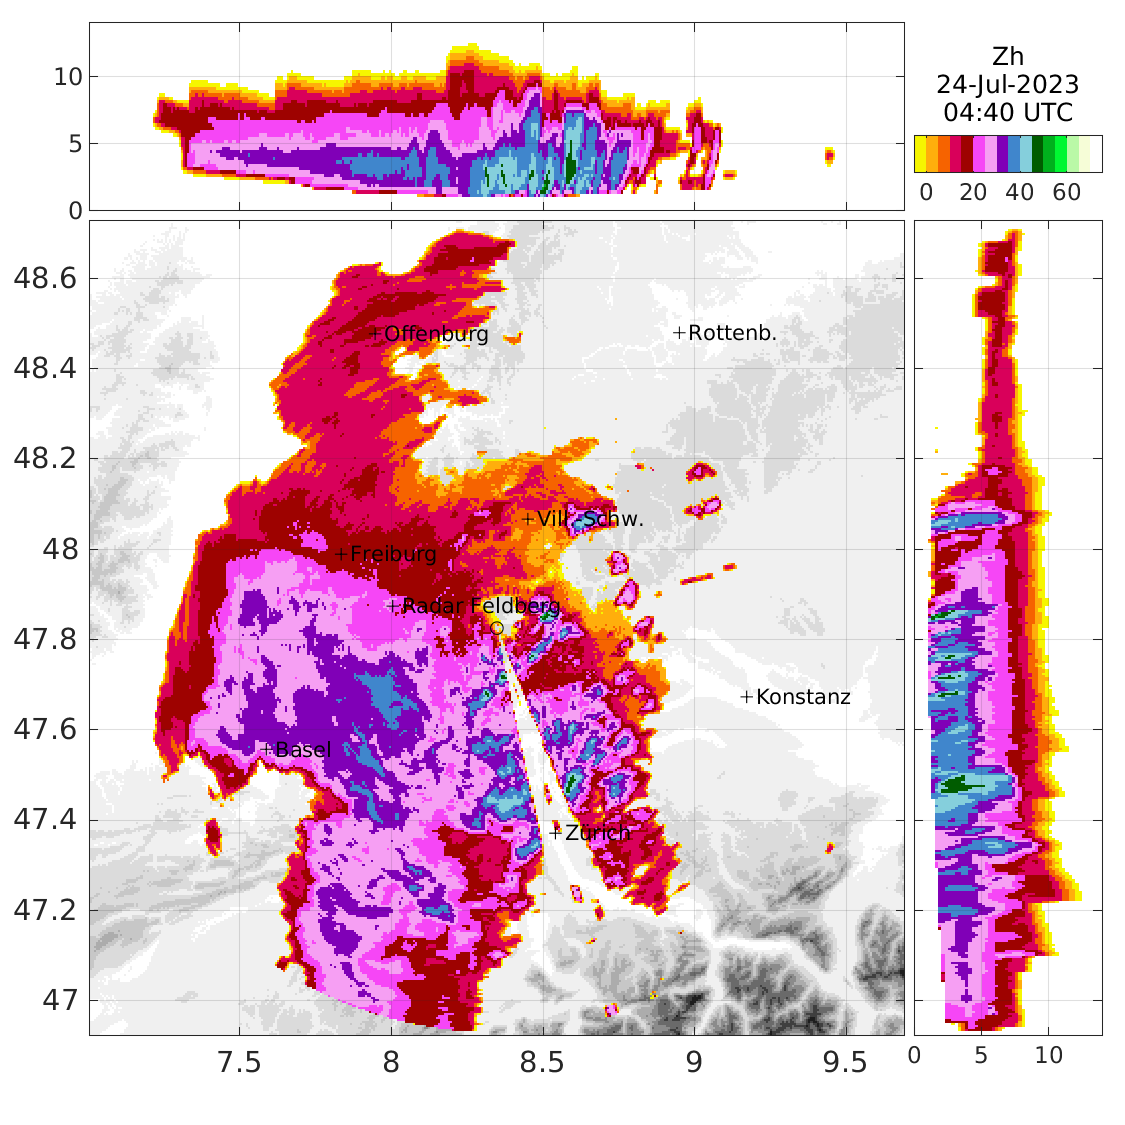 10
5
0
Zh
24-Jul-2023
04:40 UTC
0 20 40 60
48.6
48.4
48.2
48
47.8
47.6
47.4
47.2
47
+Offenburg
+Rottenb.
+Vill.-Schw.
+Freiburg
+Radar Feldberg
+Konstanz
+Basel
+Zürich
7.5 8 8.5 9 9.5
0 5 10